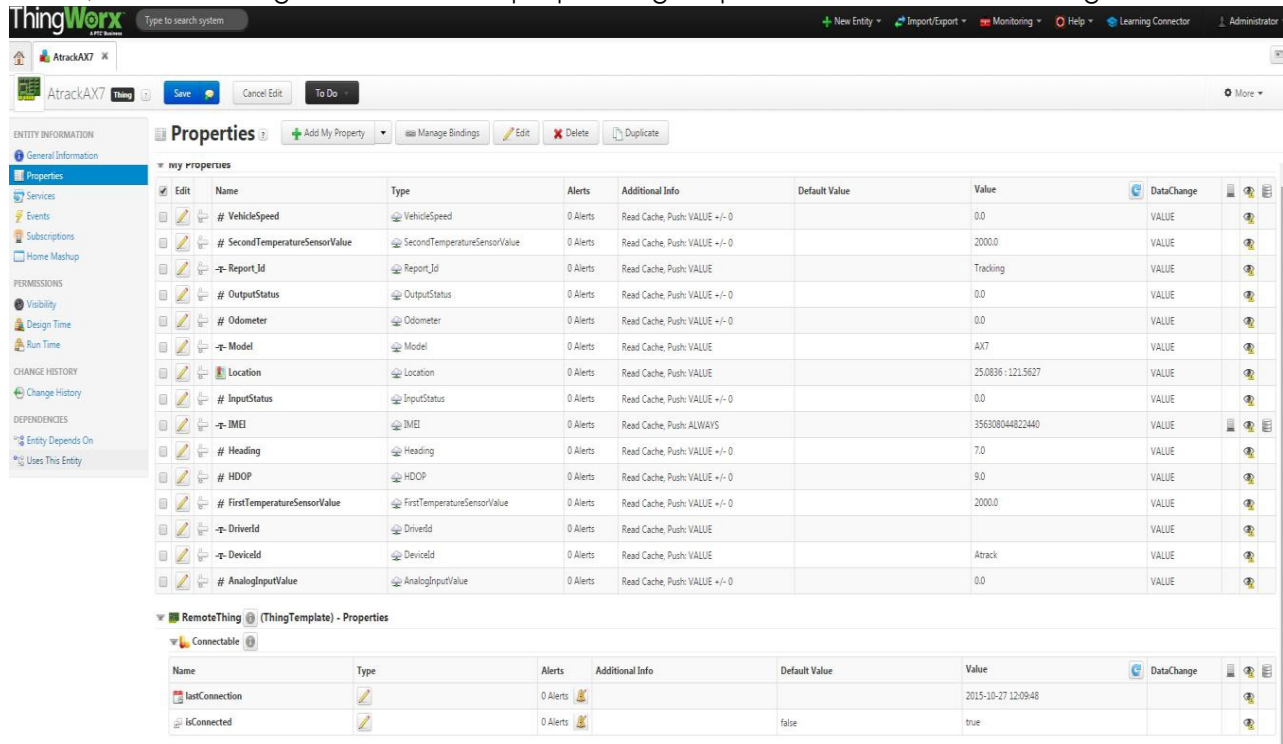 ThingWorx
A PTC Business
Type to search system
New Entity
Import/Export
Monitoring
Help
Learning Connector
Administrator
AtrackAX7
AtrackAX7 Thing
Save
Cancel Edit
To Do
More
ENTITY INFORMATION
General Information
Properties
Services
Events
Subscriptions
Home Mashup
PERMISSIONS
Visibility
Design Time
Run Time
CHANGE HISTORY
Change History
DEPENDENCIES
Entity Depends On
Uses This Entity
Properties
Add My Property
Manage Bindings
Edit
Delete
Duplicate
My Properties
Edit Name Type Alerts Additional Info Default Value Value DataChange
# VehicleSpeed VehicleSpeed 0 Alerts Read Cache, Push: VALUE +/- 0 0.0 VALUE
# SecondTemperatureSensorValue SecondTemperatureSensorValue 0 Alerts Read Cache, Push: VALUE +/- 0 2000.0 VALUE
-T- Report_Id Report_Id 0 Alerts Read Cache, Push: VALUE Tracking VALUE
# OutputStatus OutputStatus 0 Alerts Read Cache, Push: VALUE +/- 0 0.0 VALUE
# Odometer Odometer 0 Alerts Read Cache, Push: VALUE +/- 0 0.0 VALUE
-T- Model Model 0 Alerts Read Cache, Push: VALUE AX7 VALUE
Location Location 0 Alerts Read Cache, Push: VALUE 25.0836 : 121.5627 VALUE
# InputStatus InputStatus 0 Alerts Read Cache, Push: VALUE +/- 0 0.0 VALUE
-T- IMEI IMEI 0 Alerts Read Cache, Push: ALWAYS 356308044822440 VALUE
# Heading Heading 0 Alerts Read Cache, Push: VALUE +/- 0 7.0 VALUE
# HDOP HDOP 0 Alerts Read Cache, Push: VALUE +/- 0 9.0 VALUE
# FirstTemperatureSensorValue FirstTemperatureSensorValue 0 Alerts Read Cache, Push: VALUE +/- 0 2000.0 VALUE
-T- DriverId DriverId 0 Alerts Read Cache, Push: VALUE VALUE
-T- DeviceId DeviceId 0 Alerts Read Cache, Push: VALUE Atrack VALUE
# AnalogInputValue AnalogInputValue 0 Alerts Read Cache, Push: VALUE +/- 0 0.0 VALUE
RemoteThing (ThingTemplate) - Properties
Connectable
Name Type Alerts Additional Info Default Value Value DataChange
lastConnection 0 Alerts 2015-10-27 12:09:48
isConnected 0 Alerts false true